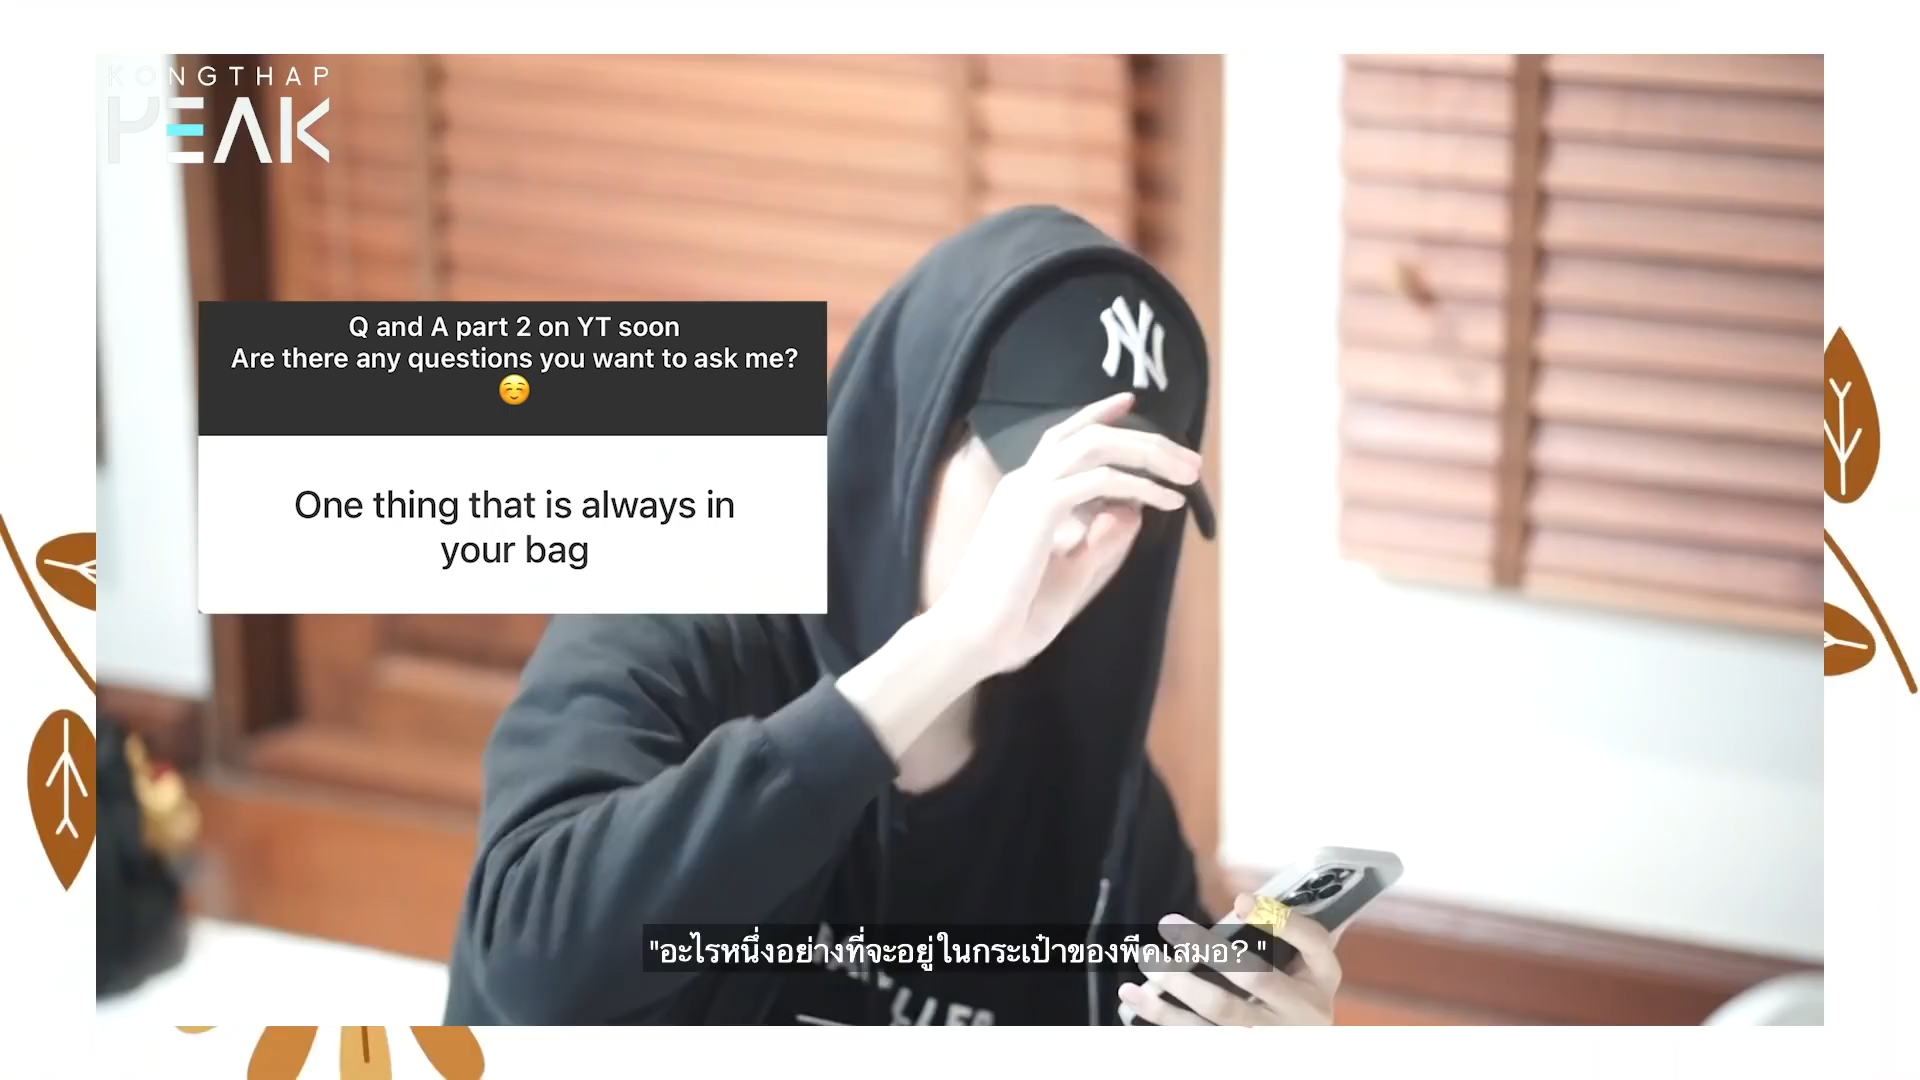 KONGTHAP
PEAK
NY
Q and A part 2 on YT soon
Are there any questions you want to ask me?
☺️
One thing that is always in
your bag
"อะไรหนึ่งอย่างที่จะอยู่ในกระเป๋าของพีคเสมอ? "